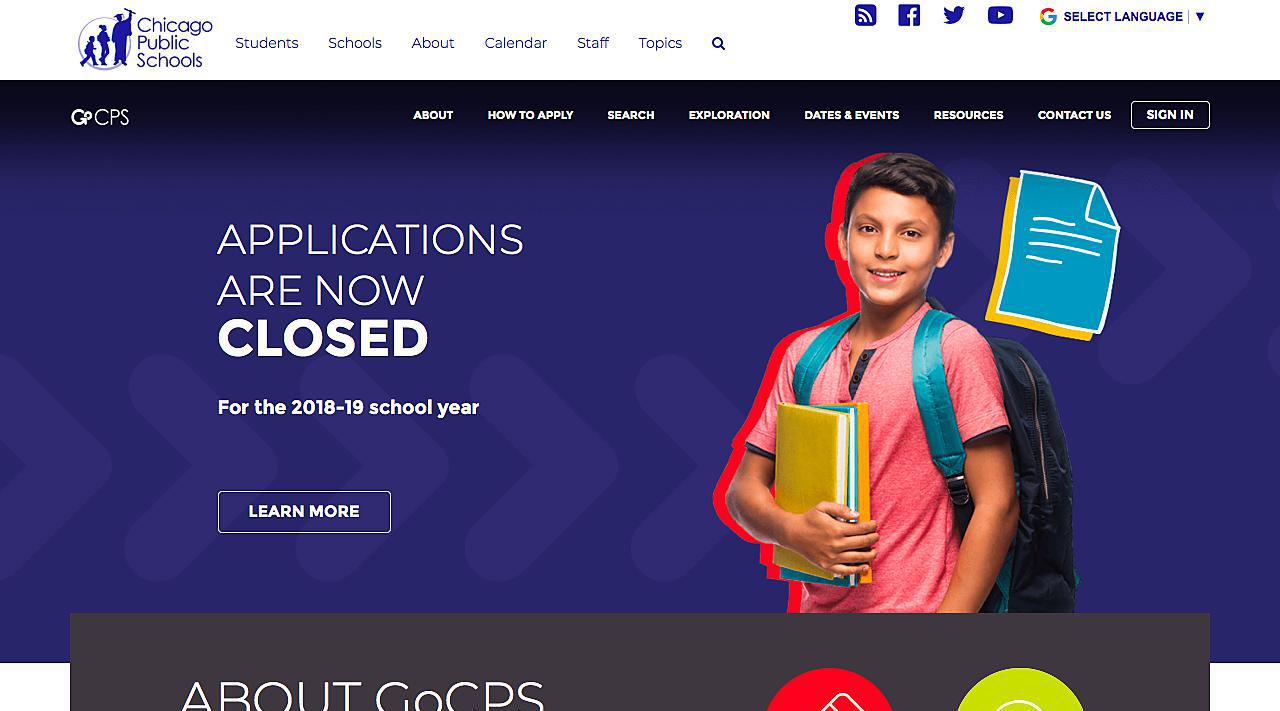 Chicago
Public
Schools
Students Schools About Calendar Staff Topics
SELECT LANGUAGE ▼
GoCPS
ABOUT HOW TO APPLY SEARCH EXPLORATION DATES & EVENTS RESOURCES CONTACT US SIGN IN
APPLICATIONS
ARE NOW
CLOSED
For the 2018-19 school year
LEARN MORE
ABOUT GoCPS